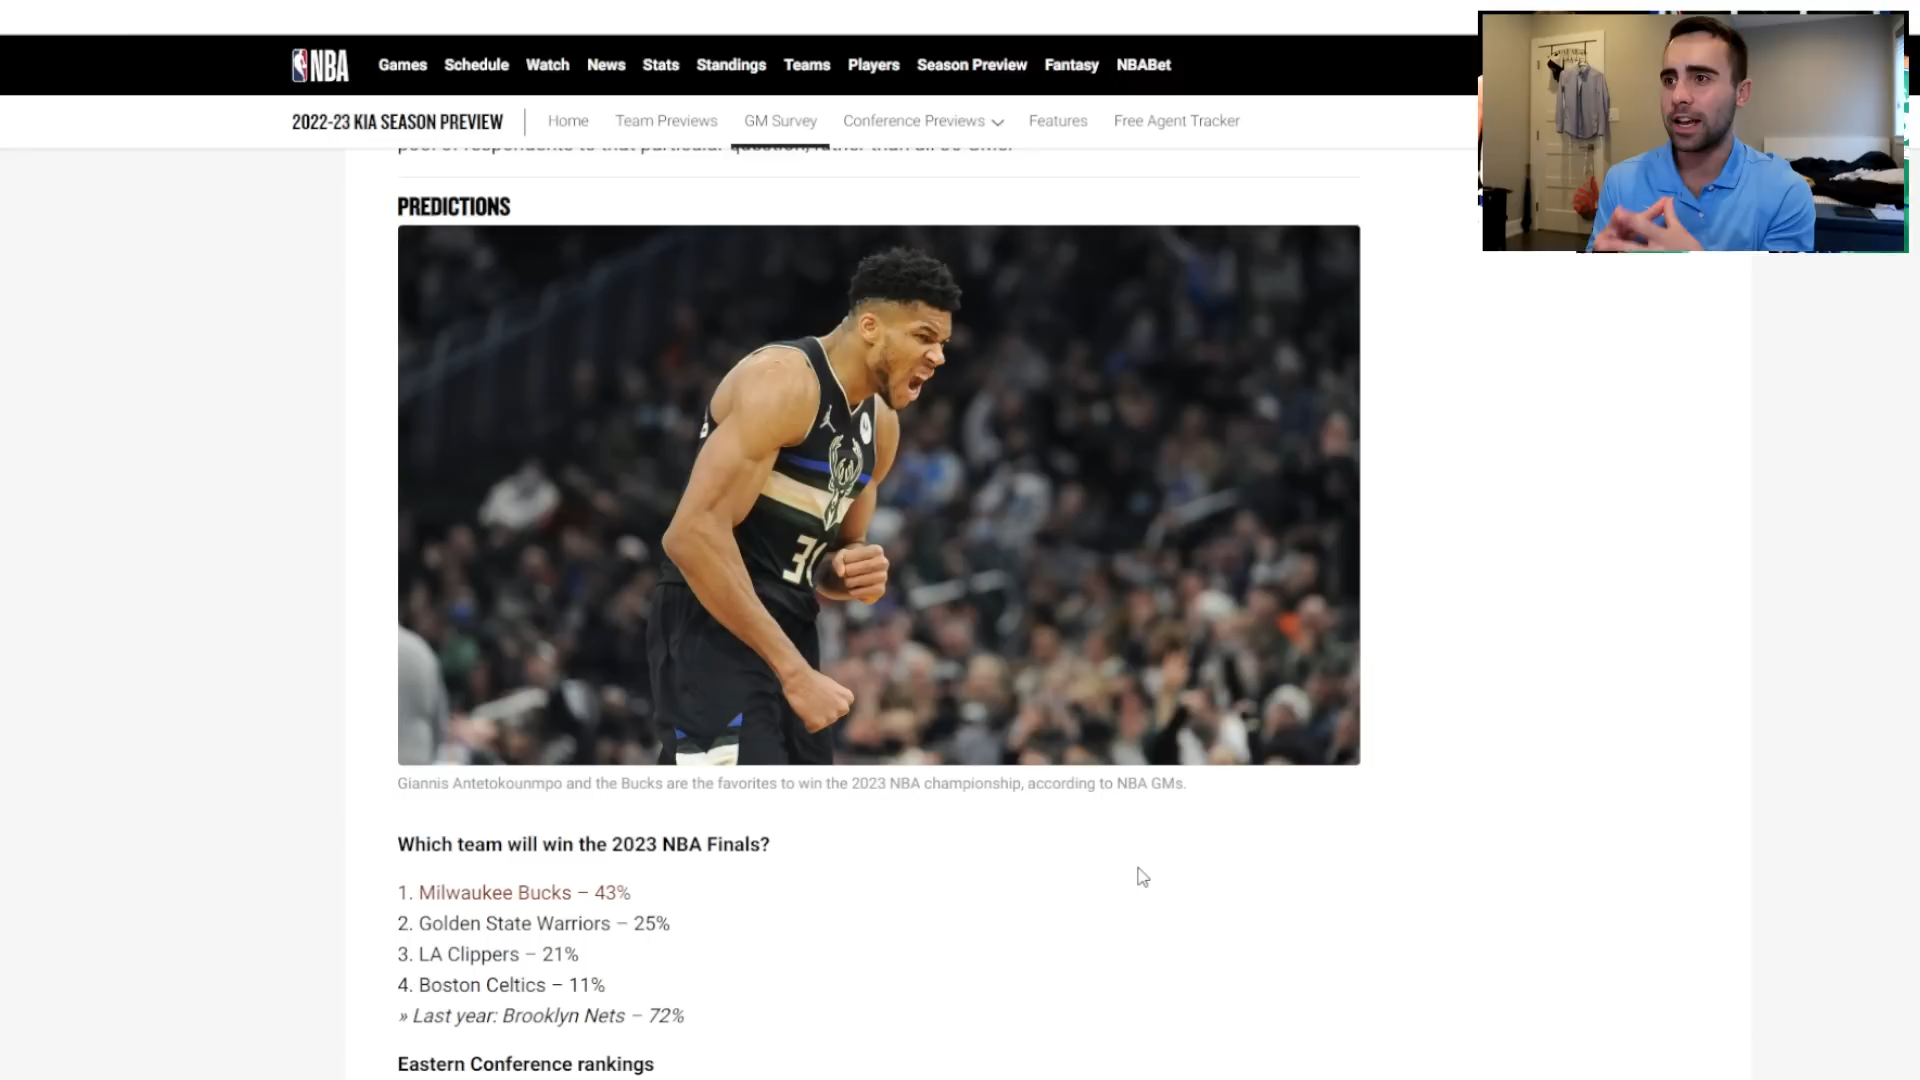 NBA Games Schedule Watch News Stats Standings Teams Players Season Preview Fantasy NBABet
2022-23 KIA SEASON PREVIEW Home Team Previews GM Survey Conference Previews Features Free Agent Tracker
PREDICTIONS
Giannis Antetokounmpo and the Bucks are the favorites to win the 2023 NBA championship, according to NBA GMs.
Which team will win the 2023 NBA Finals?
1. Milwaukee Bucks – 43%
2. Golden State Warriors – 25%
3. LA Clippers – 21%
4. Boston Celtics – 11%
» Last year: Brooklyn Nets – 72%
Eastern Conference rankings